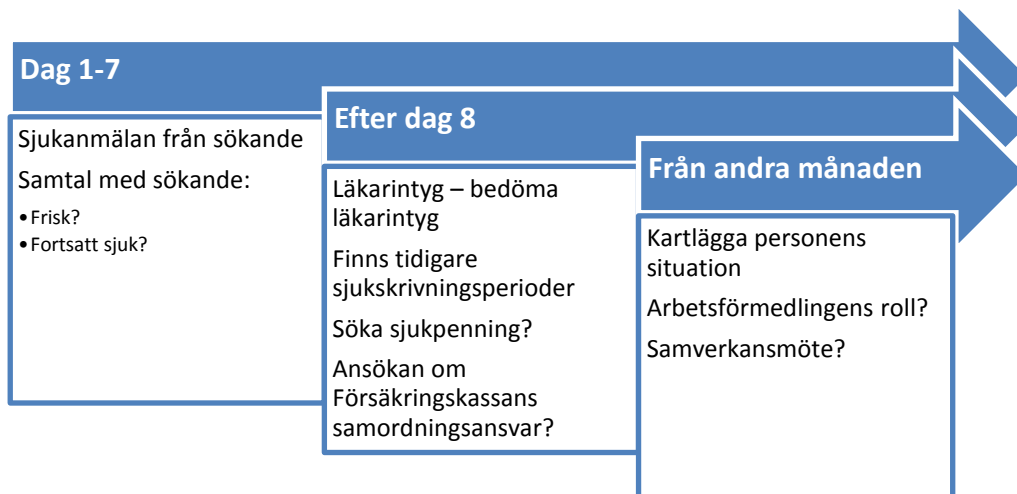 Dag 1-7
Sjukanmälan från sökande
Samtal med sökande:
•Frisk?
•Fortsatt sjuk?
Efter dag 8
Läkarintyg – bedöma
läkarintyg
Finns tidigare
sjukskrivningsperioder
Söka sjukpenning?
Ansökan om
Försäkringskassans
samordningsansvar?
Från andra månaden
Kartlägga personens
situation
Arbetsförmedlingens roll?
Samverkansmöte?